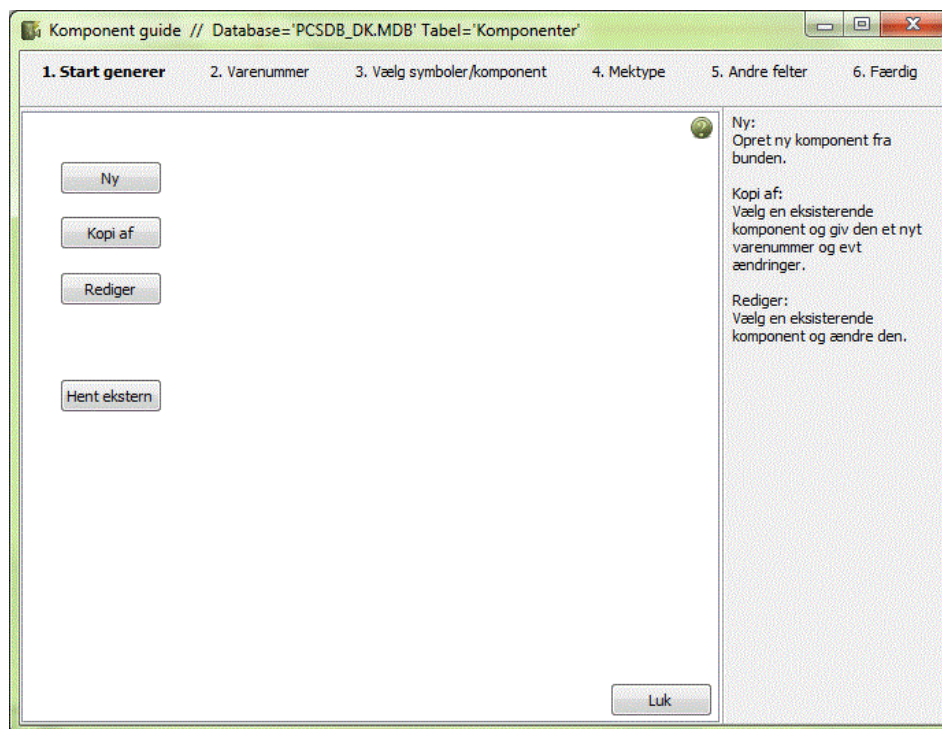 Komponent guide // Database='PCSDB_DK.MDB' Tabel='Komponenter'
1. Start generer 2. Varenummer 3. Vælg symboler/komponent 4. Mektype 5. Andre felter 6. Færdig
Ny
Kopi af
Rediger
Hent ekstern
Luk
Ny:
Opret ny komponent fra
bunden.
Kopi af:
Vælg en eksisterende
komponent og giv den et nyt
varenummer og evt
ændringer.
Rediger:
Vælg en eksisterende
komponent og ændre den.